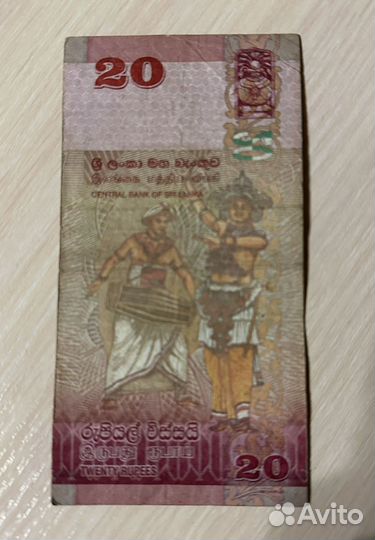 20
ශ්‍රී ලංකා මහ බැංකුව
இலங்கை மத்திய வங்கி
CENTRAL BANK OF SRI LANKA
රුපියල් විස්සයි
இருபது ரூபாய்
TWENTY RUPEES
20
Avito